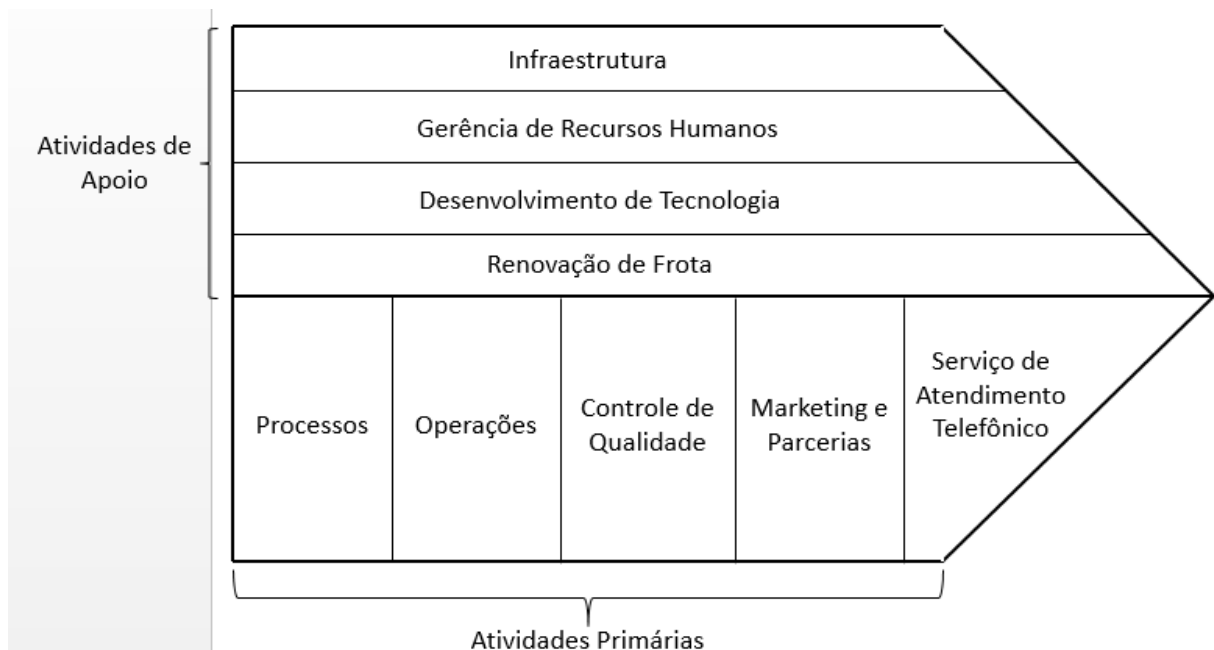 Infraestrutura
Gerência de Recursos Humanos
Atividades de
Apoio
Desenvolvimento de Tecnologia
Renovação de Frota
Processos
Operações
Controle de
Qualidade
Marketing e
Parcerias
Serviço de
Atendimento
Telefônico
Atividades Primárias